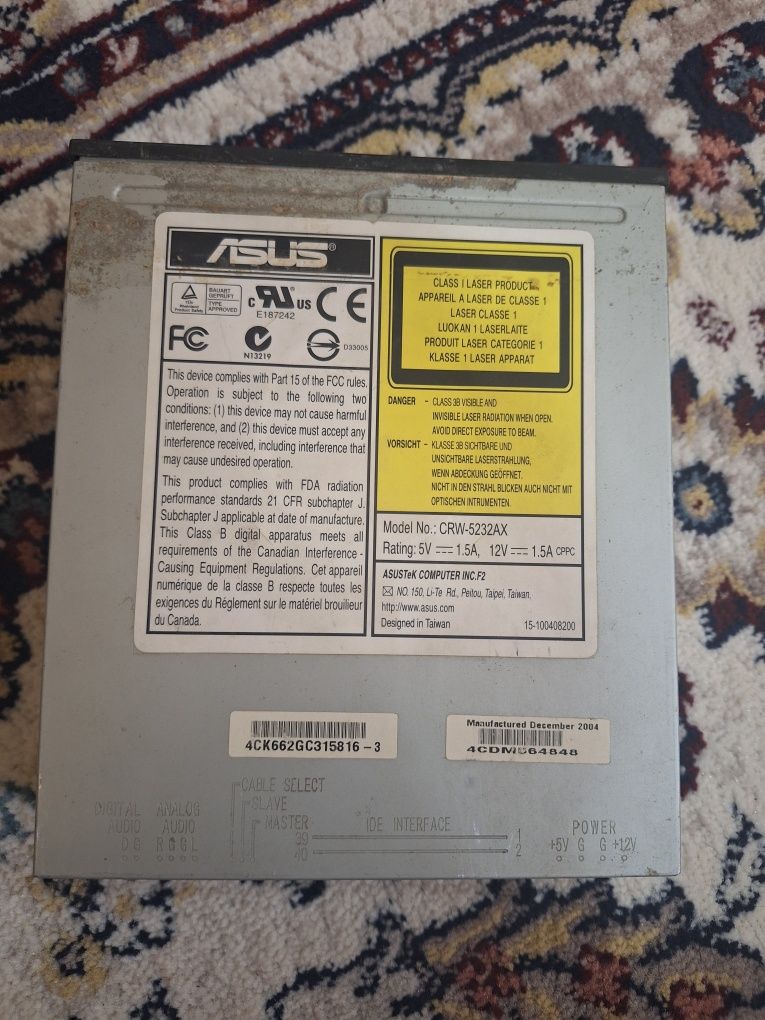 ASUS®
TÜV Rheinland Product Safety
BAUART GEPRÜFT
TYPE APPROVED
c UR US
E187242
CE
FC
N13219
D33005
This device complies with Part 15 of the FCC rules.
Operation is subject to the following two
conditions: (1) this device may not cause harmful
interference, and (2) this device must accept any
interference received, including interference that
may cause undesired operation.
This product complies with FDA radiation
performance standards 21 CFR subchapter J.
Subchapter J applicable at date of manufacture.
This Class B digital apparatus meets all
requirements of the Canadian Interference -
Causing Equipment Regulations. Cet appareil
numérique de la classe B respecte toutes les
exigences du Réglement sur le matériel brouilleur
du Canada.
CLASS I LASER PRODUCT
APPAREIL A LASER DE CLASSE 1
LASER CLASSE 1
LUOKAN 1 LASERLAITE
PRODUIT LASER CATEGORIE 1
KLASSE 1 LASER APPARAT
DANGER - CLASS 3B VISIBLE AND
INVISIBLE LASER RADIATION WHEN OPEN.
AVOID DIRECT EXPOSURE TO BEAM.
VORSICHT - KLASSE 3B SICHTBARE UND
UNSICHTBARE LASERSTRAHLUNG,
WENN ABDECKUNG GEÖFFNET.
NICHT IN DEN STRAHL BLICKEN AUCH NICHT MIT
OPTISCHEN INTRUMENTEN.
Model No.: CRW-5232AX
Rating: 5V 1.5A, 12V 1.5A CPPC
ASUSTeK COMPUTER INC.F2
NO. 150, Li-Te Rd., Peitou, Taipei, Taiwan.
http://www.asus.com
Designed in Taiwan 15-100408200
4CK662GC315816 - 3
Manufactured December 2004
4CDM564848
CABLE SELECT
SLAVE
MASTER
DIGITAL AUDIO
D G
ANALOG AUDIO
R G G L
39
40
IDE INTERFACE
1
2
POWER
+5V G G +12V